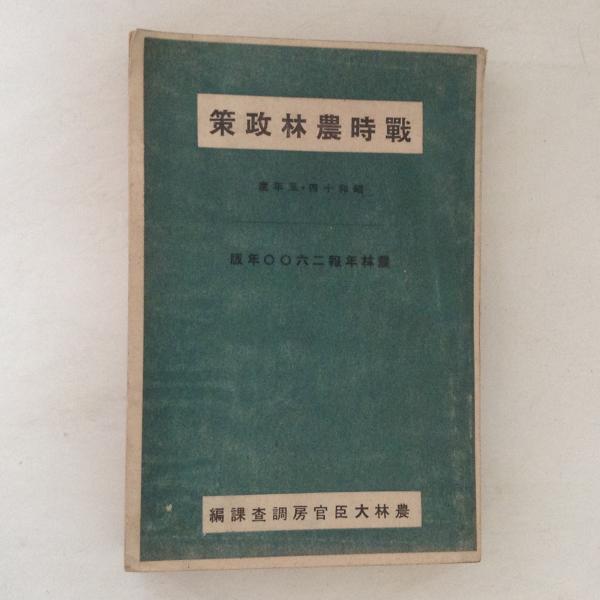 戰時農林政策
昭和十四・五年度
農林年報二六〇〇年版
農林大臣官房調查課編